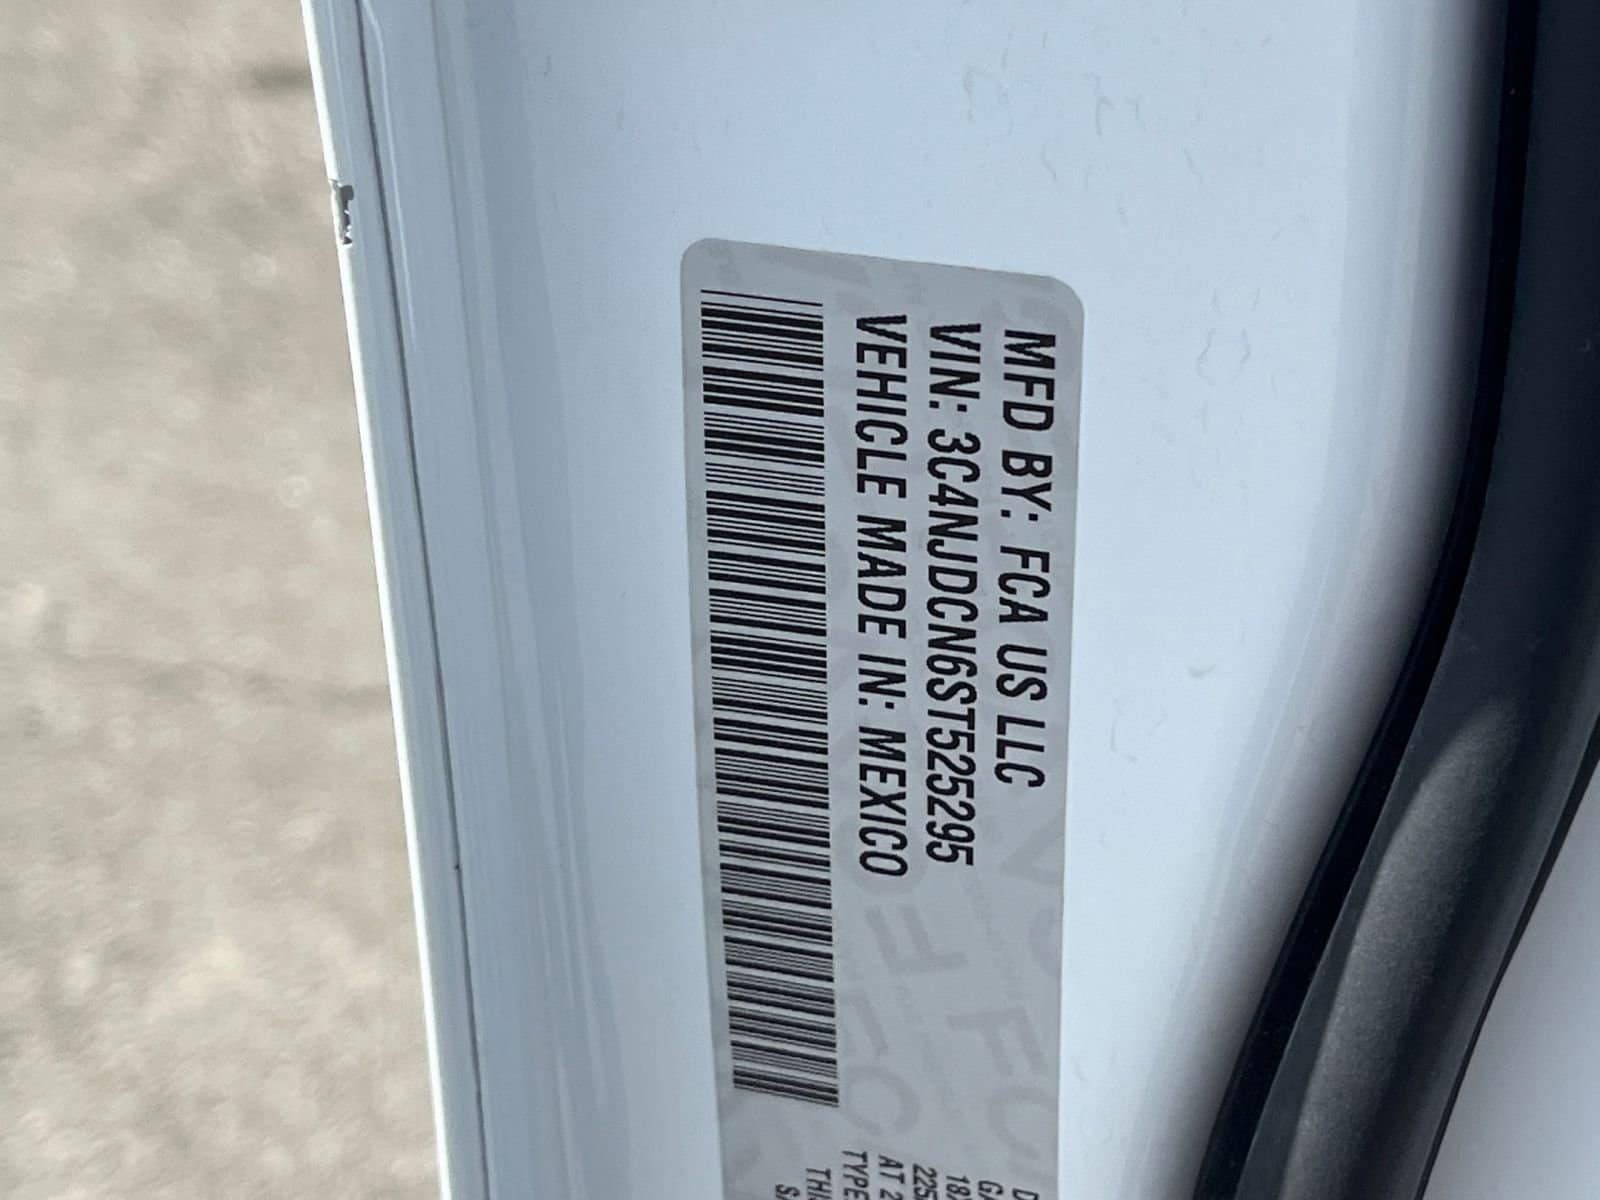 MFD BY: FCA US LLC
VIN: 3C4NJDCN6ST525295
VEHICLE MADE IN: MEXICO